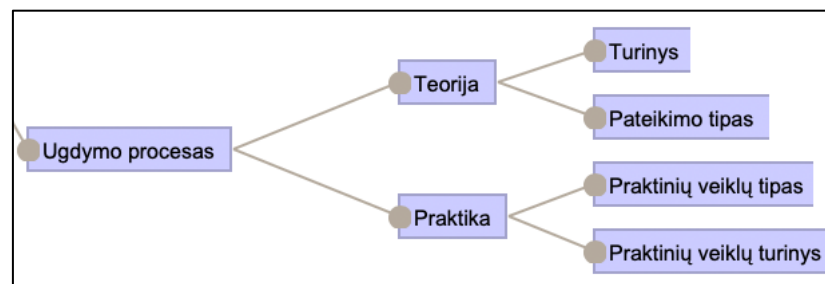 Ugdymo procesas
Teorija
Turinys
Pateikimo tipas
Praktika
Praktinių veiklų tipas
Praktinių veiklų turinys